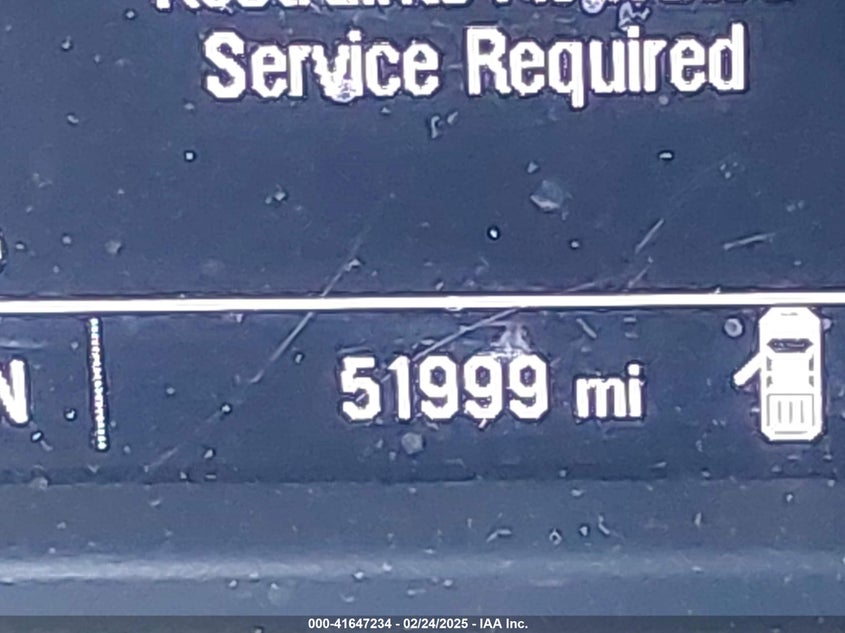 Service Required
N
51999 mi
000-41647234 - 02/24/2025 - IAA Inc.